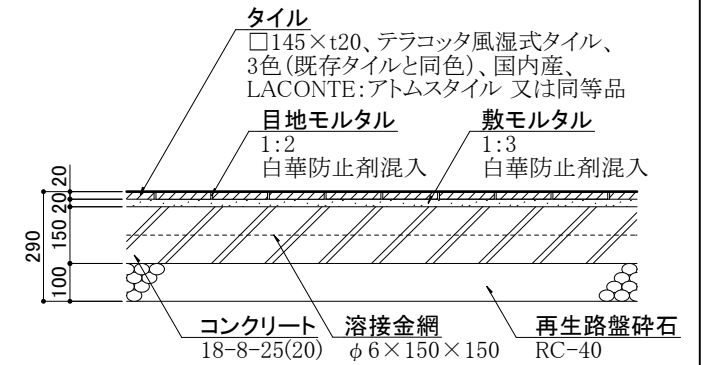 タイル
□145×t20、テラコッタ風湿式タイル、
3色(既存タイルと同色)、国内産、
LACONTE:アトムスタイル 又は同等品
目地モルタル
1:2
白華防止剤混入
敷モルタル
1:3
白華防止剤混入
290
20
20
150
100
コンクリート
18-8-25(20)
溶接金網
φ6×150×150
再生路盤砕石
RC-40